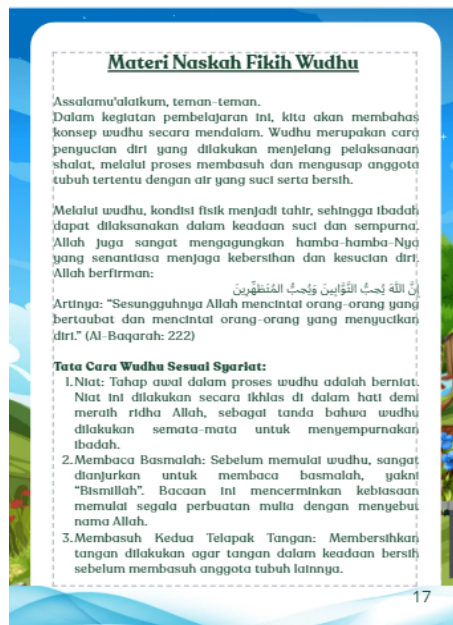 Materi Naskah Fikih Wudhu
Assalamu'alaikum, teman-teman.
Dalam kegiatan pembelajaran ini, kita akan membahas
konsep wudhu secara mendalam. Wudhu merupakan cara
penyucian diri yang dilakukan menjelang pelaksanaan
shalat, melalui proses membasuh dan mengusap anggota
tubuh tertentu dengan air yang suci serta bersih.
Melalui wudhu, kondisi fisik menjadi tahir, sehingga ibadah
dapat dilaksanakan dalam keadaan suci dan sempurna.
Allah juga sangat mengagungkan hamba-hamba-Nya
yang senantiasa menjaga kebersihan dan kesucian diri.
Allah berfirman:
إِنَّ اللَّهَ يُحِبُّ التَّوَّابِينَ وَيُحِبُّ الْمُتَطَهِّرِينَ
Artinya: “Sesungguhnya Allah mencintai orang-orang yang
bertaubat dan mencintai orang-orang yang menyucikan
diri.” (Al-Baqarah: 222)
Tata Cara Wudhu Sesuai Syariat:
1. Niat: Tahap awal dalam proses wudhu adalah berniat.
Niat ini dilakukan secara ikhlas di dalam hati demi
meraih ridha Allah, sebagai tanda bahwa wudhu
dilakukan semata-mata untuk menyempurnakan
ibadah.
2. Membaca Basmalah: Sebelum memulai wudhu, sangat
dianjurkan untuk membaca basmalah, yakni
“Bismillah”. Bacaan ini mencerminkan kebiasaan
memulai segala perbuatan mulia dengan menyebut
nama Allah.
3. Membasuh Kedua Telapak Tangan: Membersihkan
tangan dilakukan agar tangan dalam keadaan bersih
sebelum membasuh anggota tubuh lainnya.
17